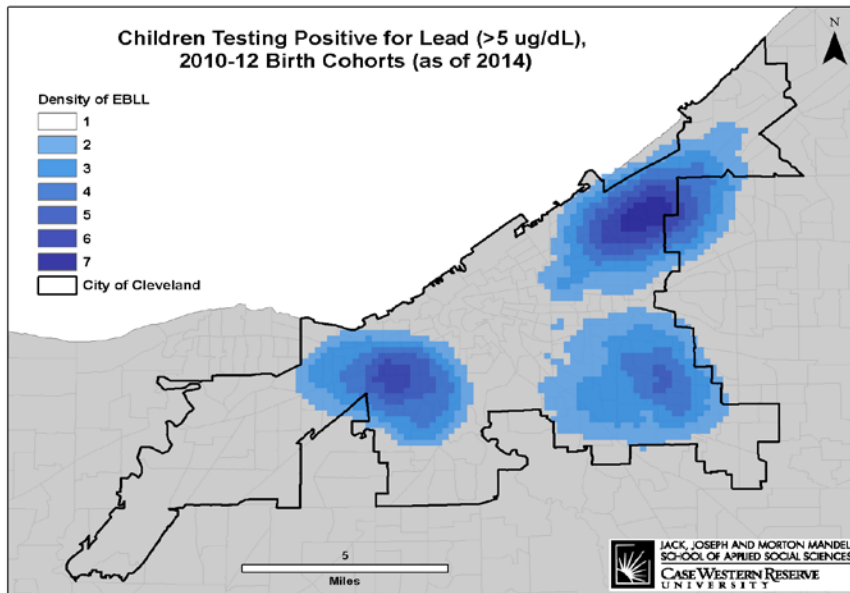 Children Testing Positive for Lead (>5 ug/dL),
2010-12 Birth Cohorts (as of 2014)
N
Density of EBLL
1
2
3
4
5
6
7
City of Cleveland
5
Miles
JACK, JOSEPH AND MORTON MANDEL
SCHOOL OF APPLIED SOCIAL SCIENCES
CASE WESTERN RESERVE
UNIVERSITY